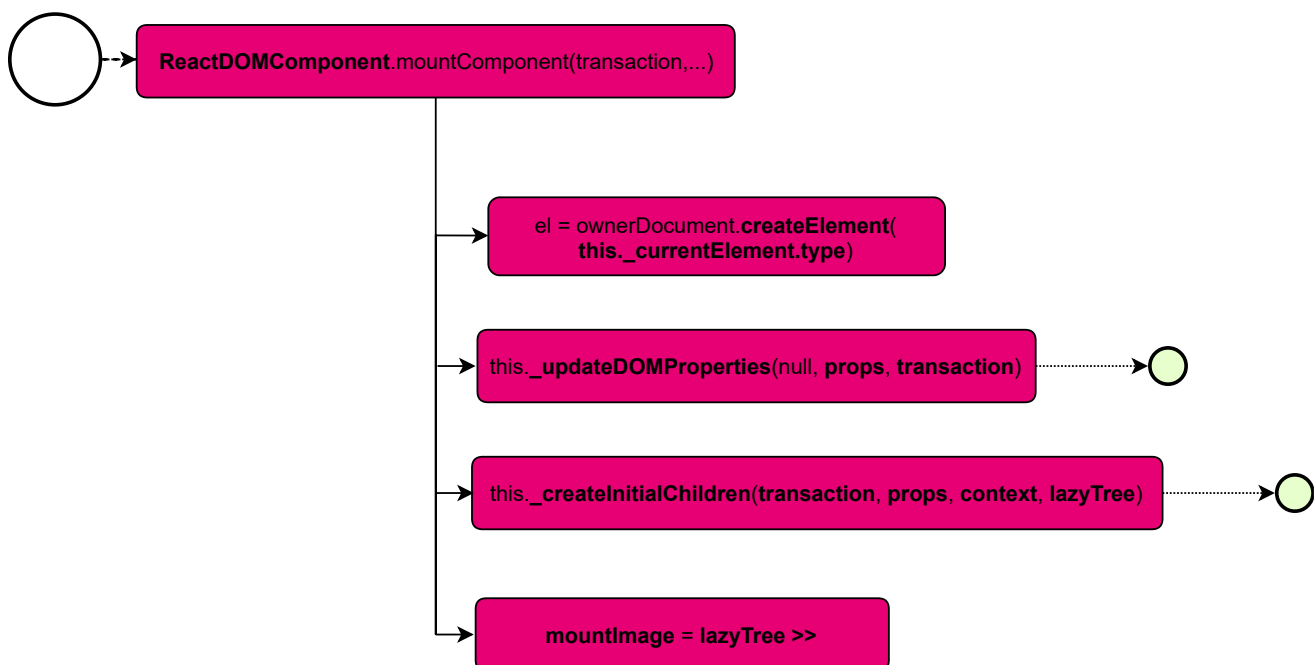 ReactDOMComponent.mountComponent(transaction,...)
el = ownerDocument.createElement(
this._currentElement.type)
this._updateDOMProperties(null, props, transaction)
this._createInitialChildren(transaction, props, context, lazyTree)
mountImage = lazyTree >>